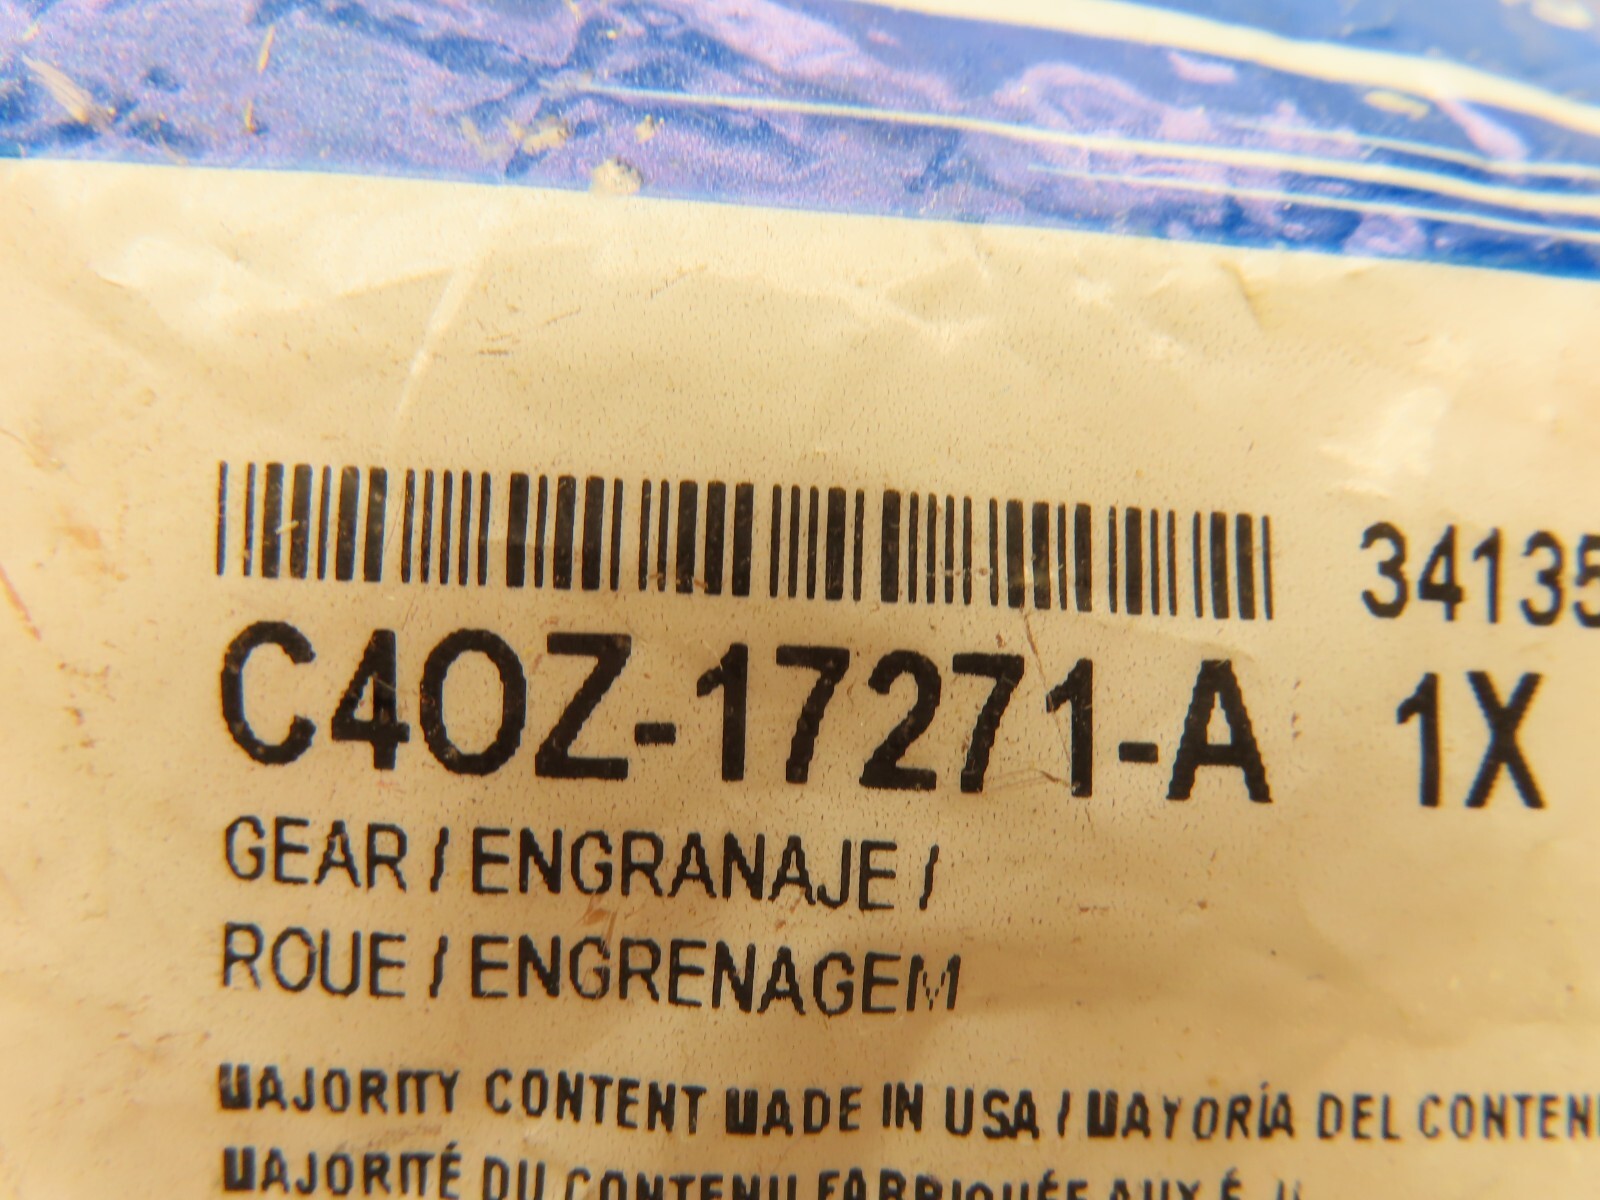 34135
C4OZ-17271-A 1X
GEAR / ENGRANAJE /
ROUE / ENGRENAGEM
MAJORITY CONTENT MADE IN USA / MAYORÍA DEL CONTENI
MAJORITÉ DU CONTENU FABRIQUÉE AUX É